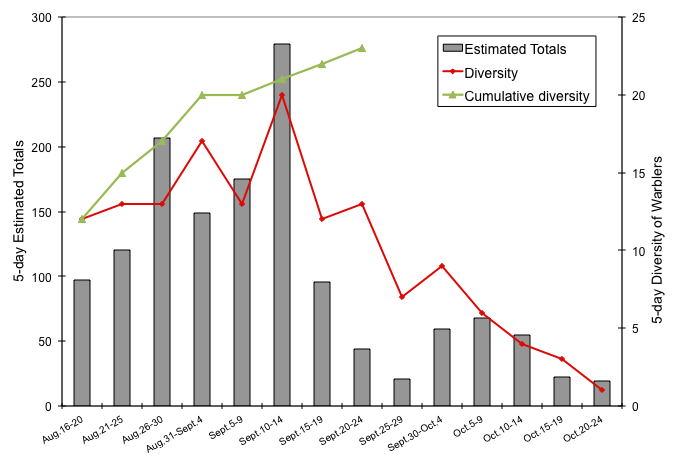 300
250
200
150
100
50
0
5-day Estimated Totals
25
20
15
10
5
0
5-day Diversity of Warblers
Estimated Totals
Diversity
Cumulative diversity
Aug.16-20
Aug.21-25
Aug.26-30
Aug.31-Sept.4
Sept.5-9
Sept.10-14
Sept.15-19
Sept.20-24
Sept.25-29
Sept.30-Oct.4
Oct.5-9
Oct.10-14
Oct.15-19
Oct.20-24